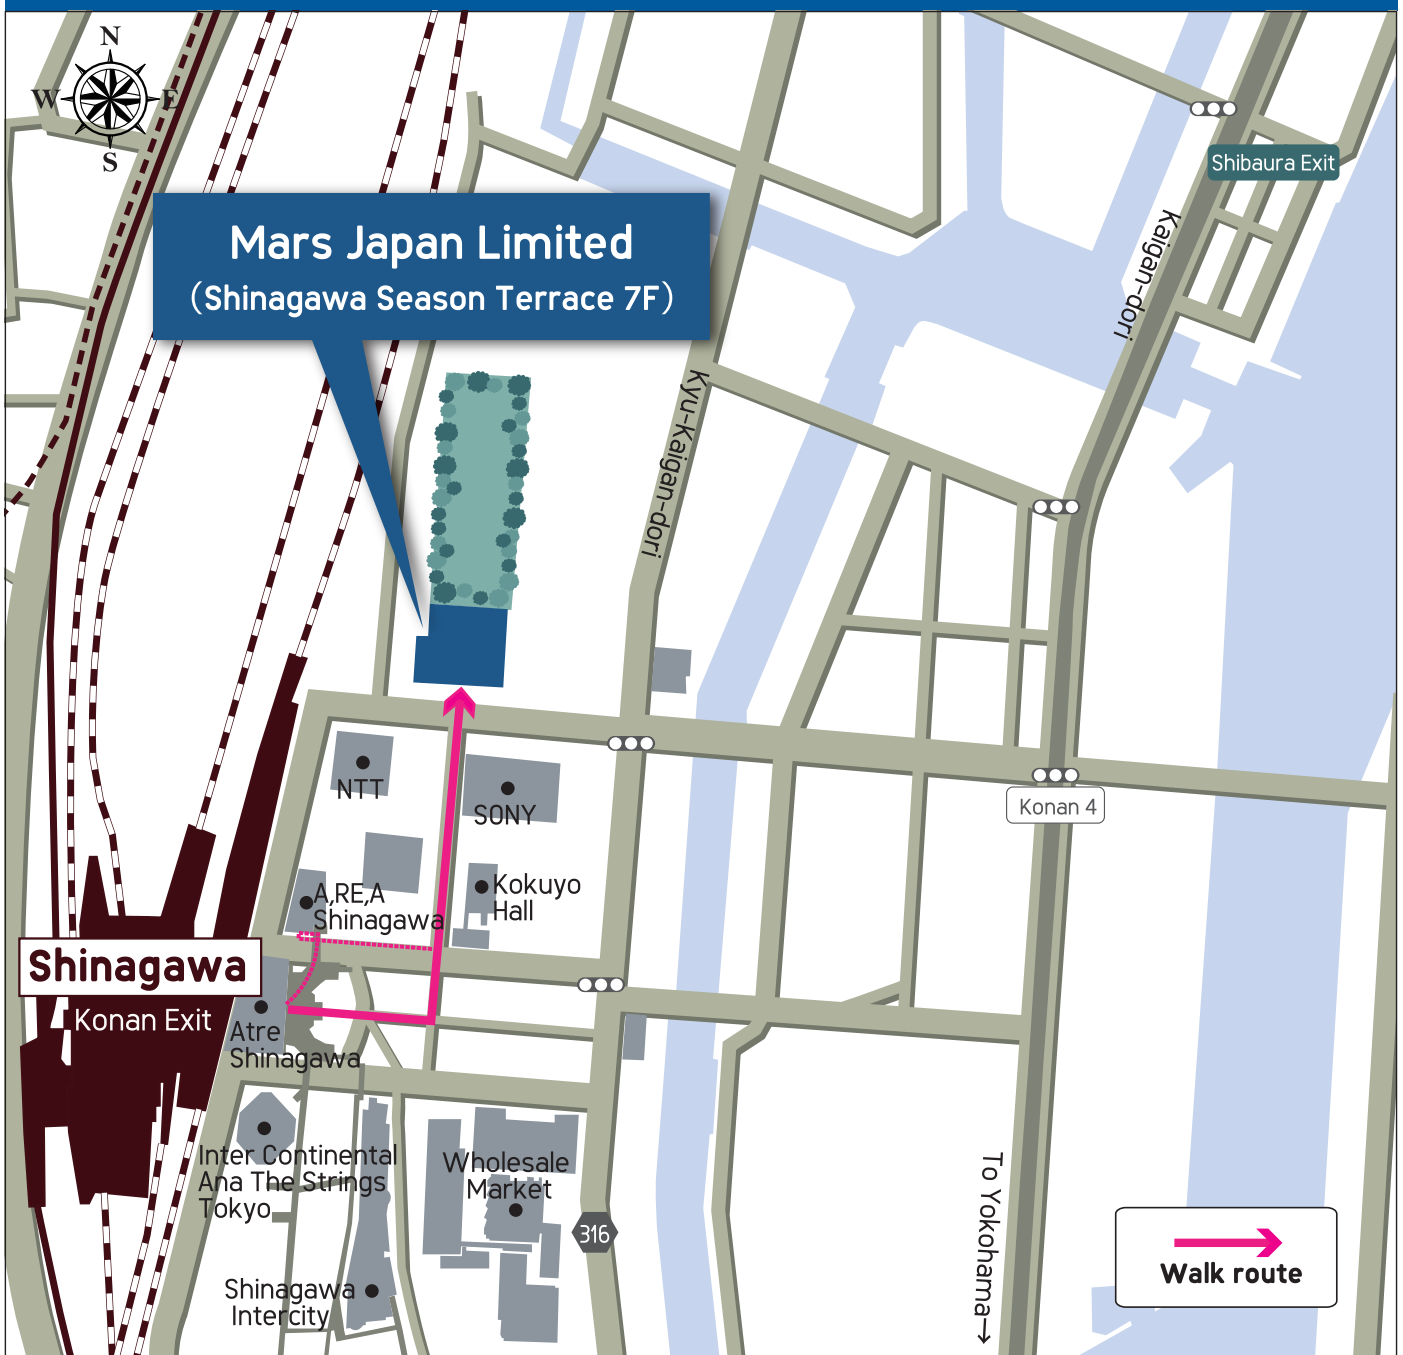 N
W E
S
Shibaura Exit
Mars Japan Limited
(Shinagawa Season Terrace 7F)
Kaigan-dori
Kyu-Kaigan-dori
NTT
SONY
Konan 4
A,RE,A
Shinagawa
Kokuyo
Hall
Shinagawa
Konan Exit
Atre
Shinagawa
Inter Continental
Ana The Strings
Tokyo
Wholesale
Market
316
To Yokohama→
Shinagawa
Intercity
Walk route